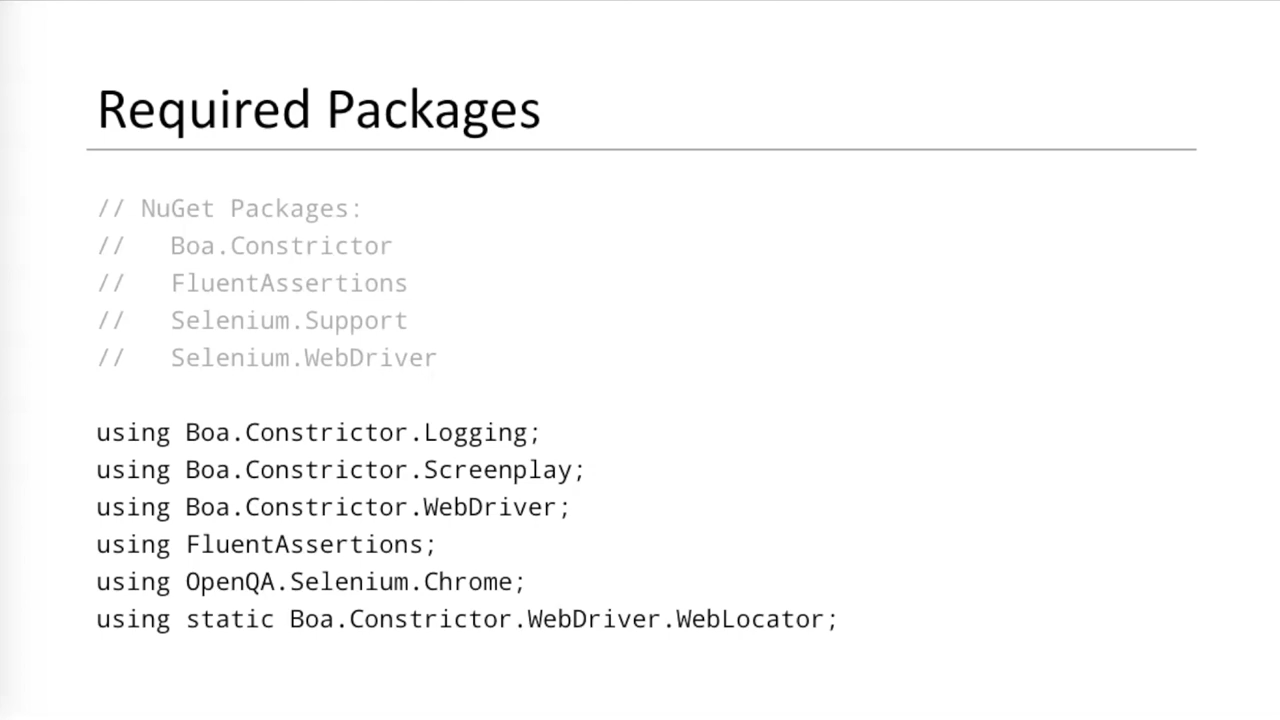 Required Packages
// NuGet Packages:
//   Boa.Constrictor
//   FluentAssertions
//   Selenium.Support
//   Selenium.WebDriver
using Boa.Constrictor.Logging;
using Boa.Constrictor.Screenplay;
using Boa.Constrictor.WebDriver;
using FluentAssertions;
using OpenQA.Selenium.Chrome;
using static Boa.Constrictor.WebDriver.WebLocator;